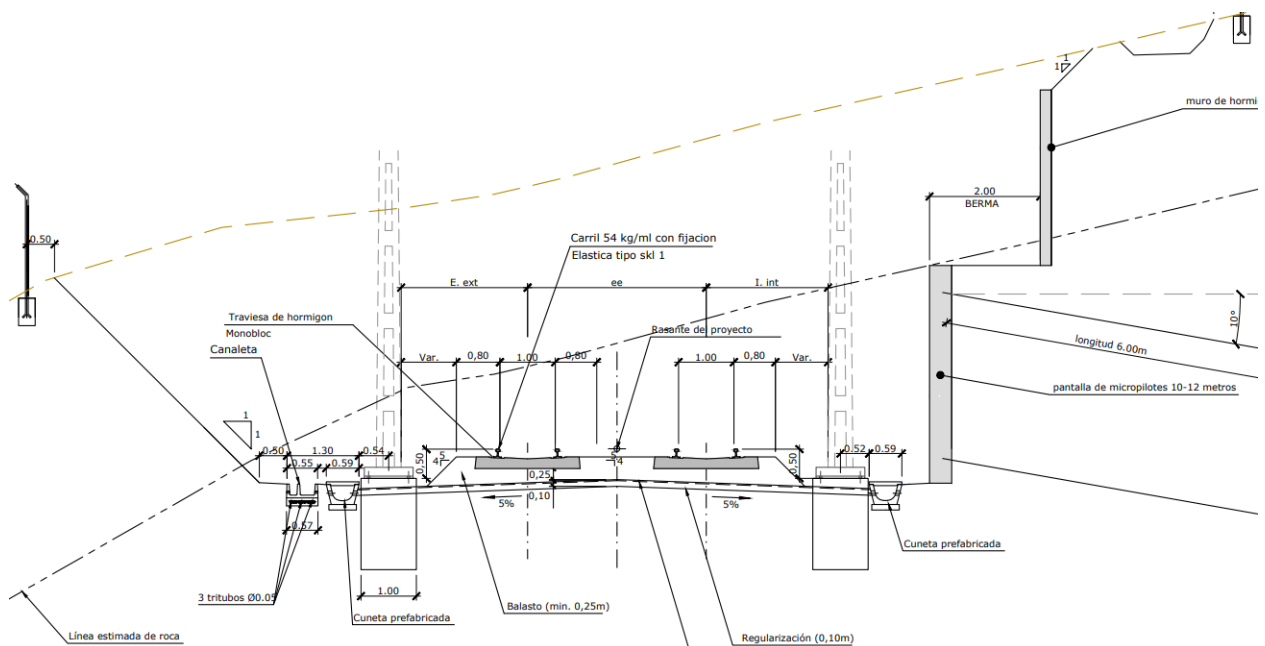 1
1
muro de hormi
2.00
BERMA
0.50
Carril 54 kg/ml con fijacion
Elastica tipo skl 1
E. ext
ee
I. int
10°
Traviesa de hormigon
Monobloc
Canaleta
Rasante del proyecto
longitud 6.00m
Var.
0,80
1.00
0,80
1.00
0,80
Var.
pantalla de micropilotes 10-12 metros
1
1
0.50
1.30
0.54
0.55
0.59
0,50
5
4
5
4
0,50
0.52
0.59
0,25
0,10
5%
5%
0.57
Cuneta prefabricada
1.00
3 tritubos Ø0.05
Cuneta prefabricada
Balasto (min. 0,25m)
Línea estimada de roca
Regularización (0,10m)